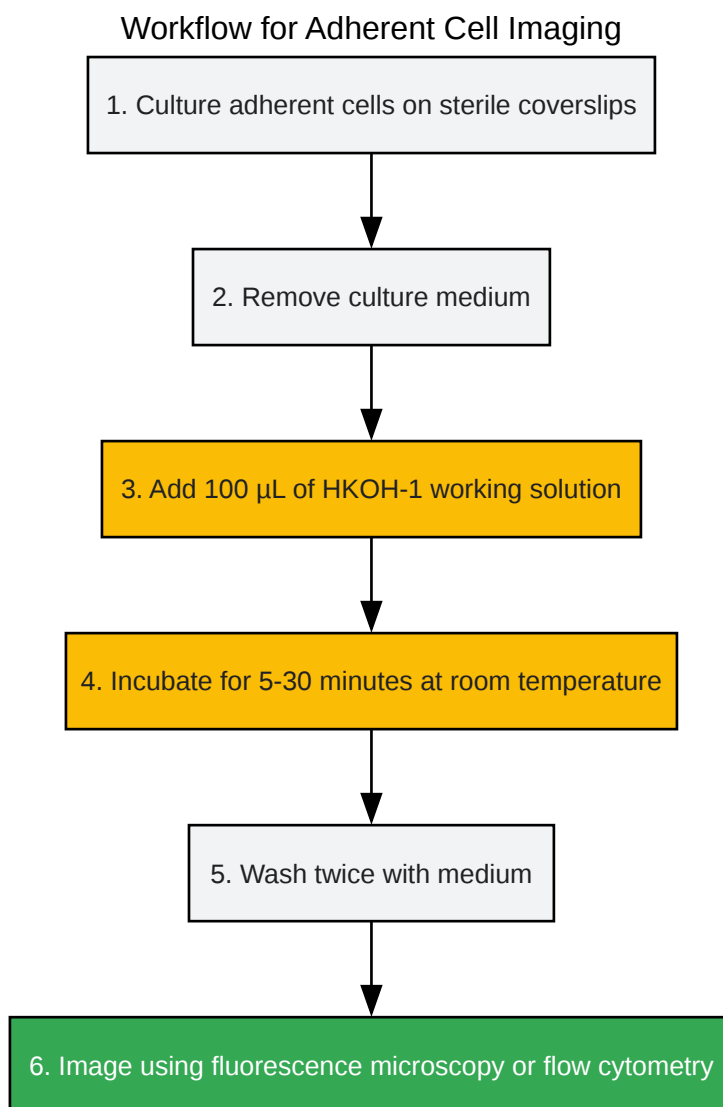 Workflow for Adherent Cell Imaging
1. Culture adherent cells on sterile coverslips
2. Remove culture medium
3. Add 100 µL of HKOH-1 working solution
4. Incubate for 5-30 minutes at room temperature
5. Wash twice with medium
6. Image using fluorescence microscopy or flow cytometry